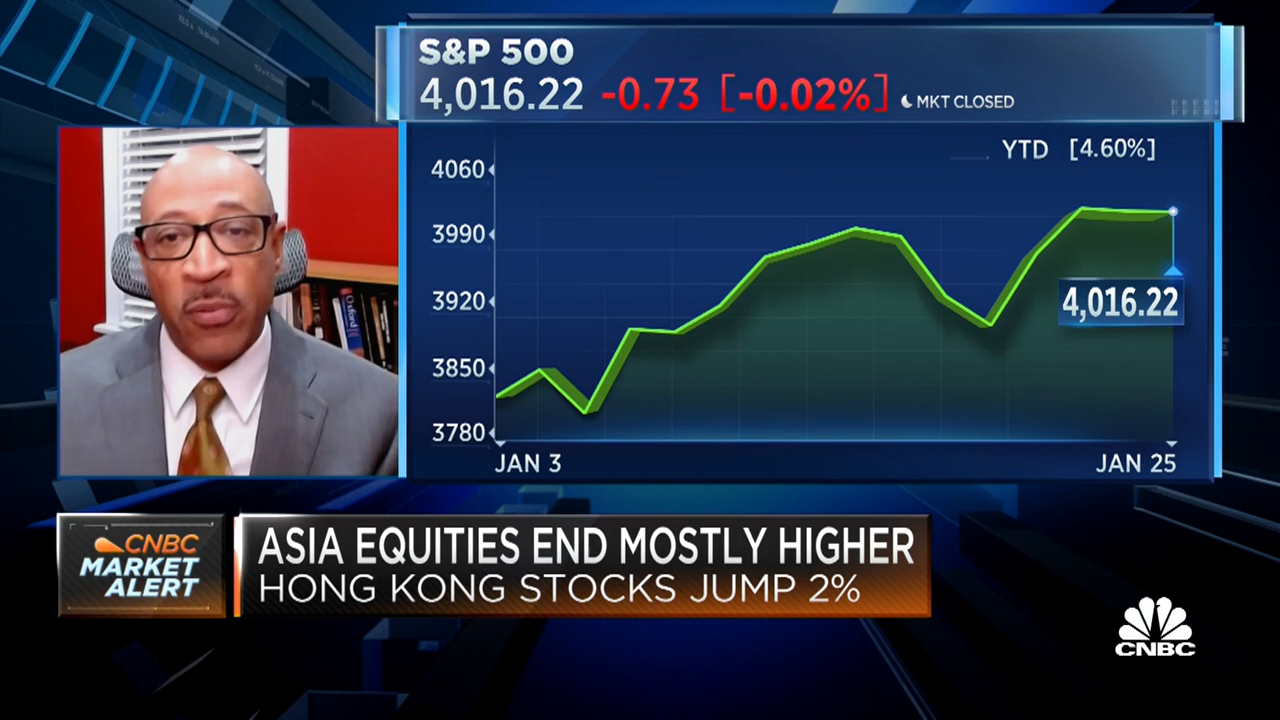 S&P 500
4,016.22 -0.73 [-0.02%] MKT CLOSED
YTD [4.60%]
4060
3990
3920
3850
3780
4,016.22
JAN 3 JAN 25
Oxford
CNBC
MARKET
ALERT
ASIA EQUITIES END MOSTLY HIGHER
HONG KONG STOCKS JUMP 2%
CNBC